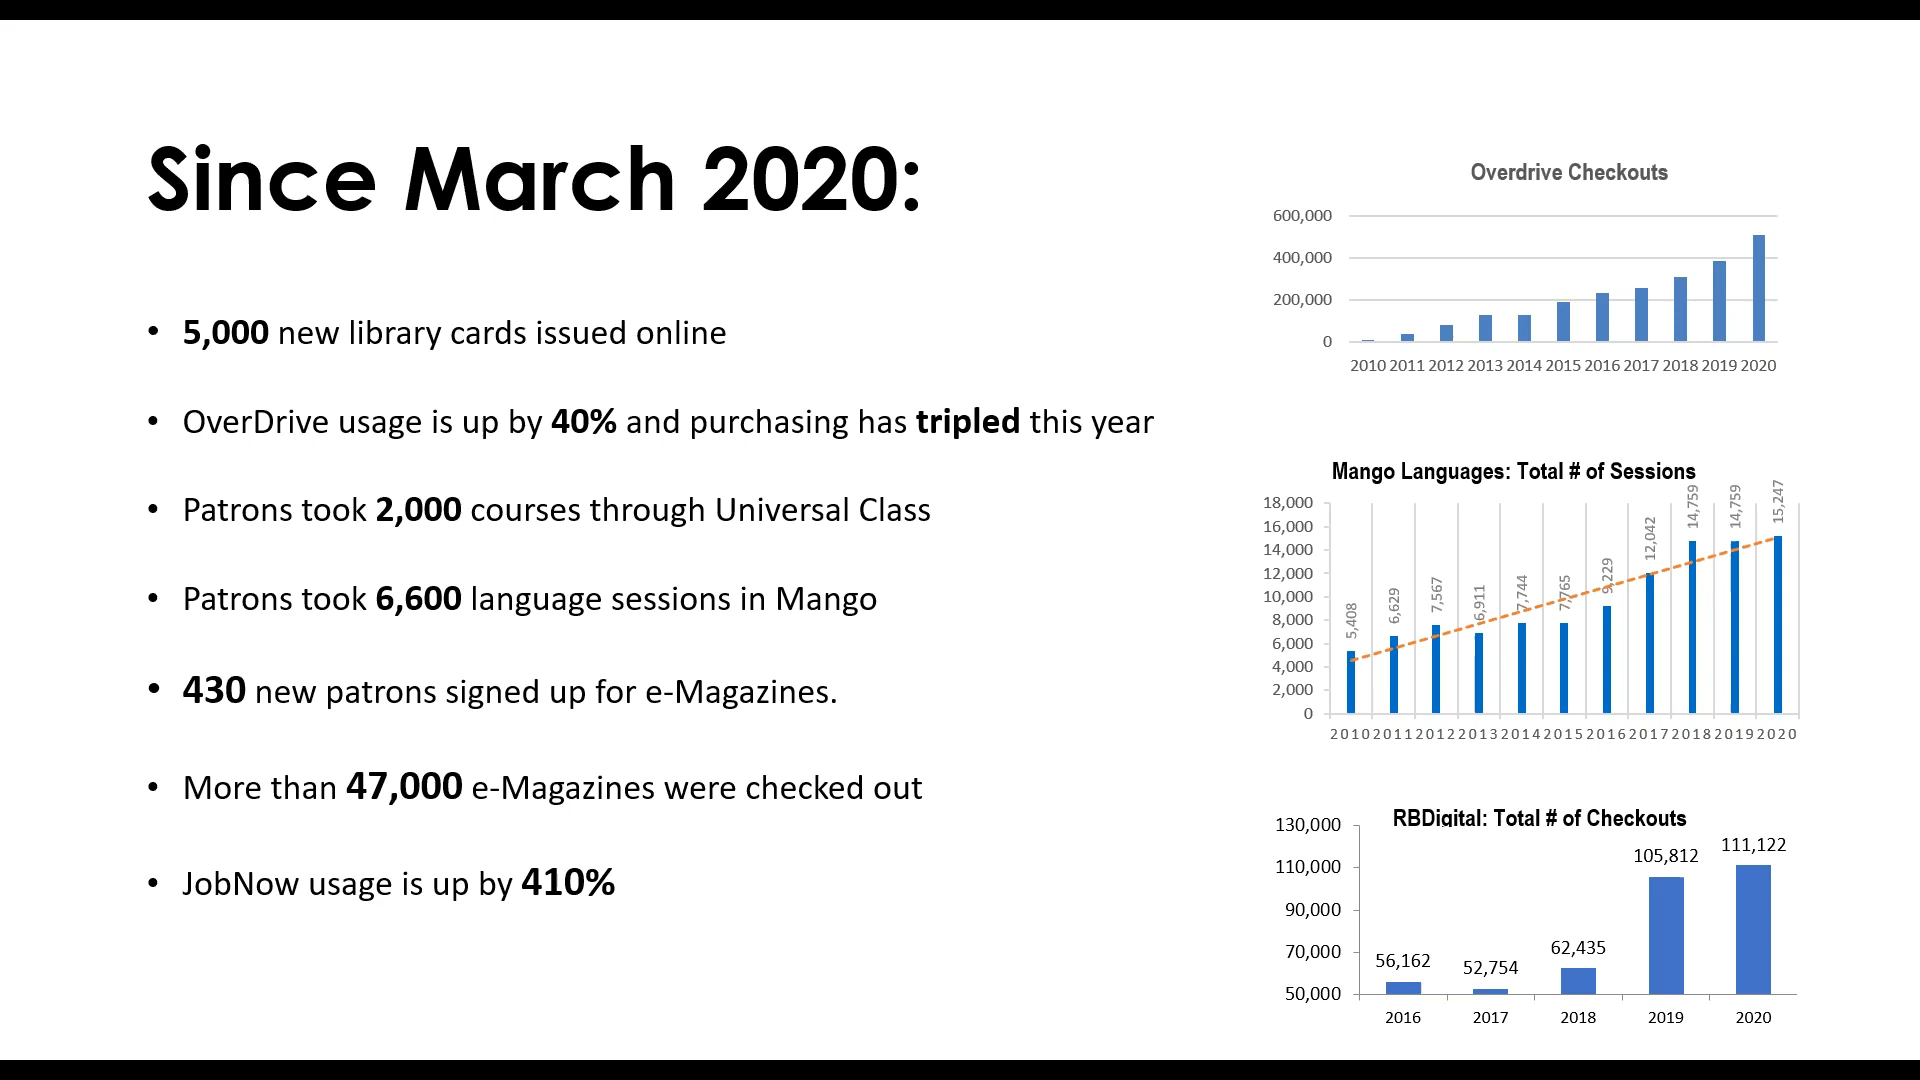 Since March 2020:
• 5,000 new library cards issued online
• OverDrive usage is up by 40% and purchasing has tripled this year
• Patrons took 2,000 courses through Universal Class
• Patrons took 6,600 language sessions in Mango
• 430 new patrons signed up for e-Magazines.
• More than 47,000 e-Magazines were checked out
• JobNow usage is up by 410%
Overdrive Checkouts
600,000
400,000
200,000
0
2010 2011 2012 2013 2014 2015 2016 2017 2018 2019 2020
Mango Languages: Total # of Sessions
18,000
16,000
14,000
12,000
10,000
8,000
6,000
4,000
2,000
0
5,408
6,629
7,567
6,911
7,744
7,765
9,229
12,042
14,759
14,759
15,247
2010 2011 2012 2013 2014 2015 2016 2017 2018 2019 2020
RBDigital: Total # of Checkouts
130,000
110,000
90,000
70,000
50,000
56,162
52,754
62,435
105,812
111,122
2016 2017 2018 2019 2020